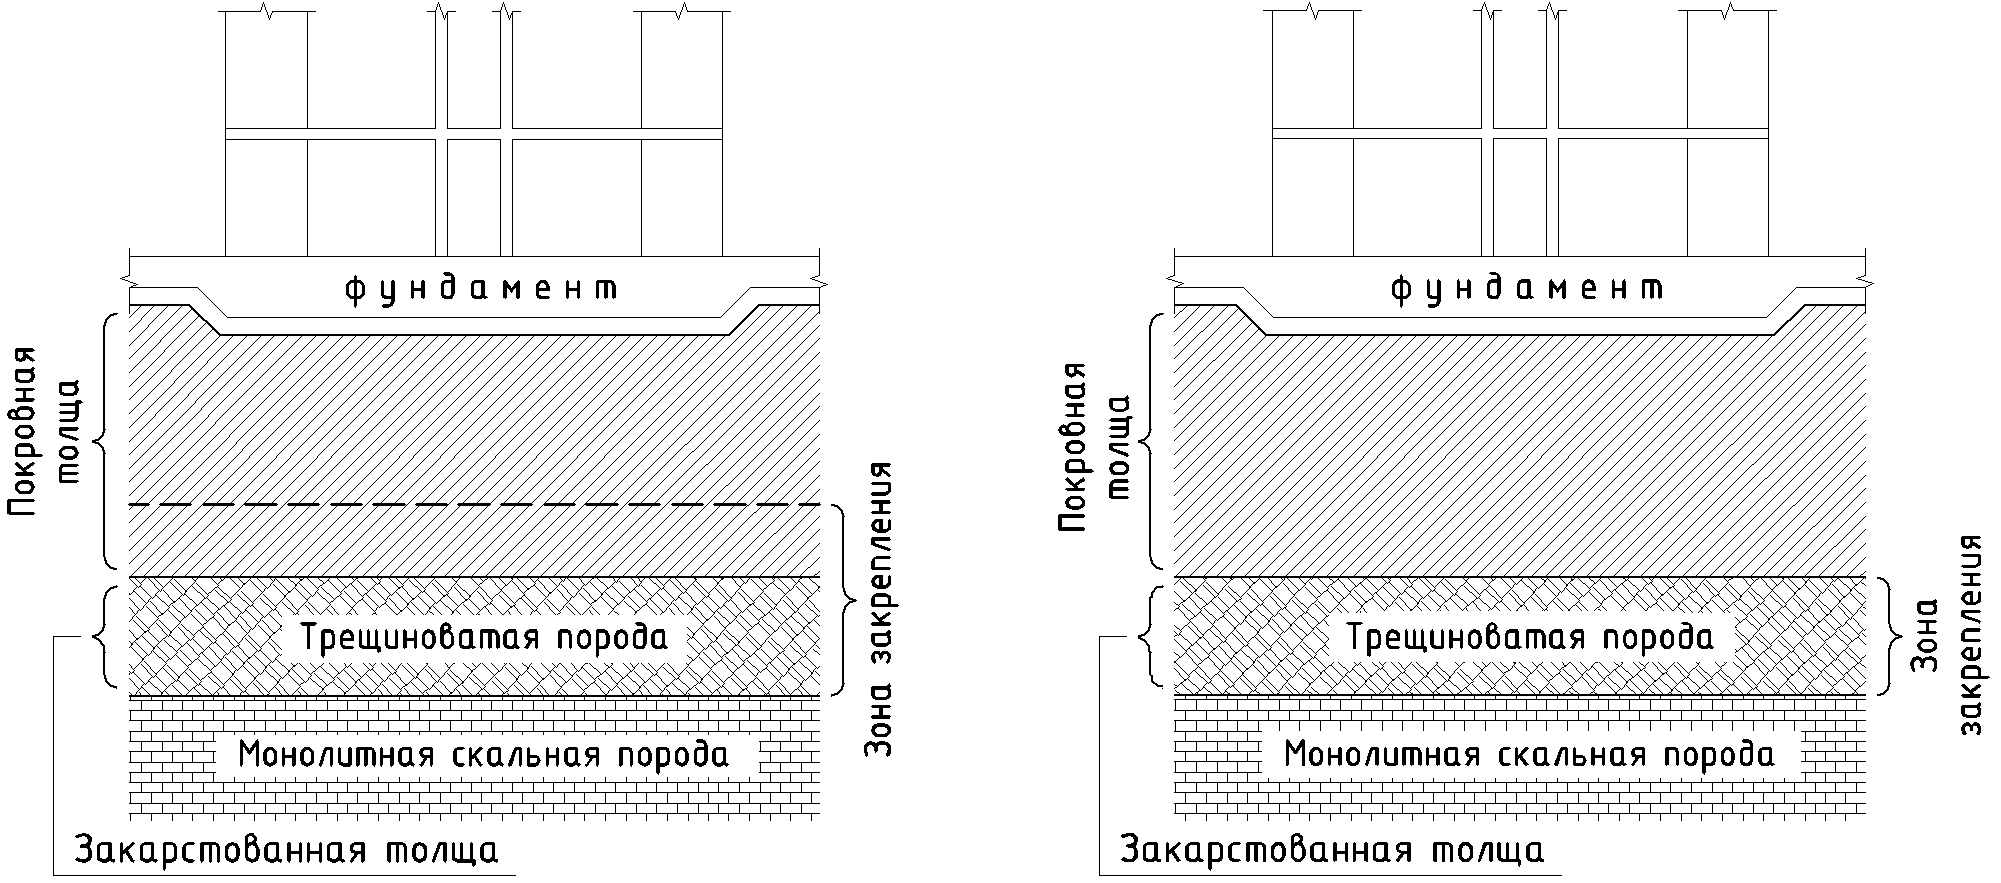 фундамент
Покровная
толща
Зона закрепления
Трещиноватая порода
Монолитная скальная порода
Закарстованная толща
фундамент
Покровная
толща
Зона
закрепления
Трещиноватая порода
Монолитная скальная порода
Закарстованная толща